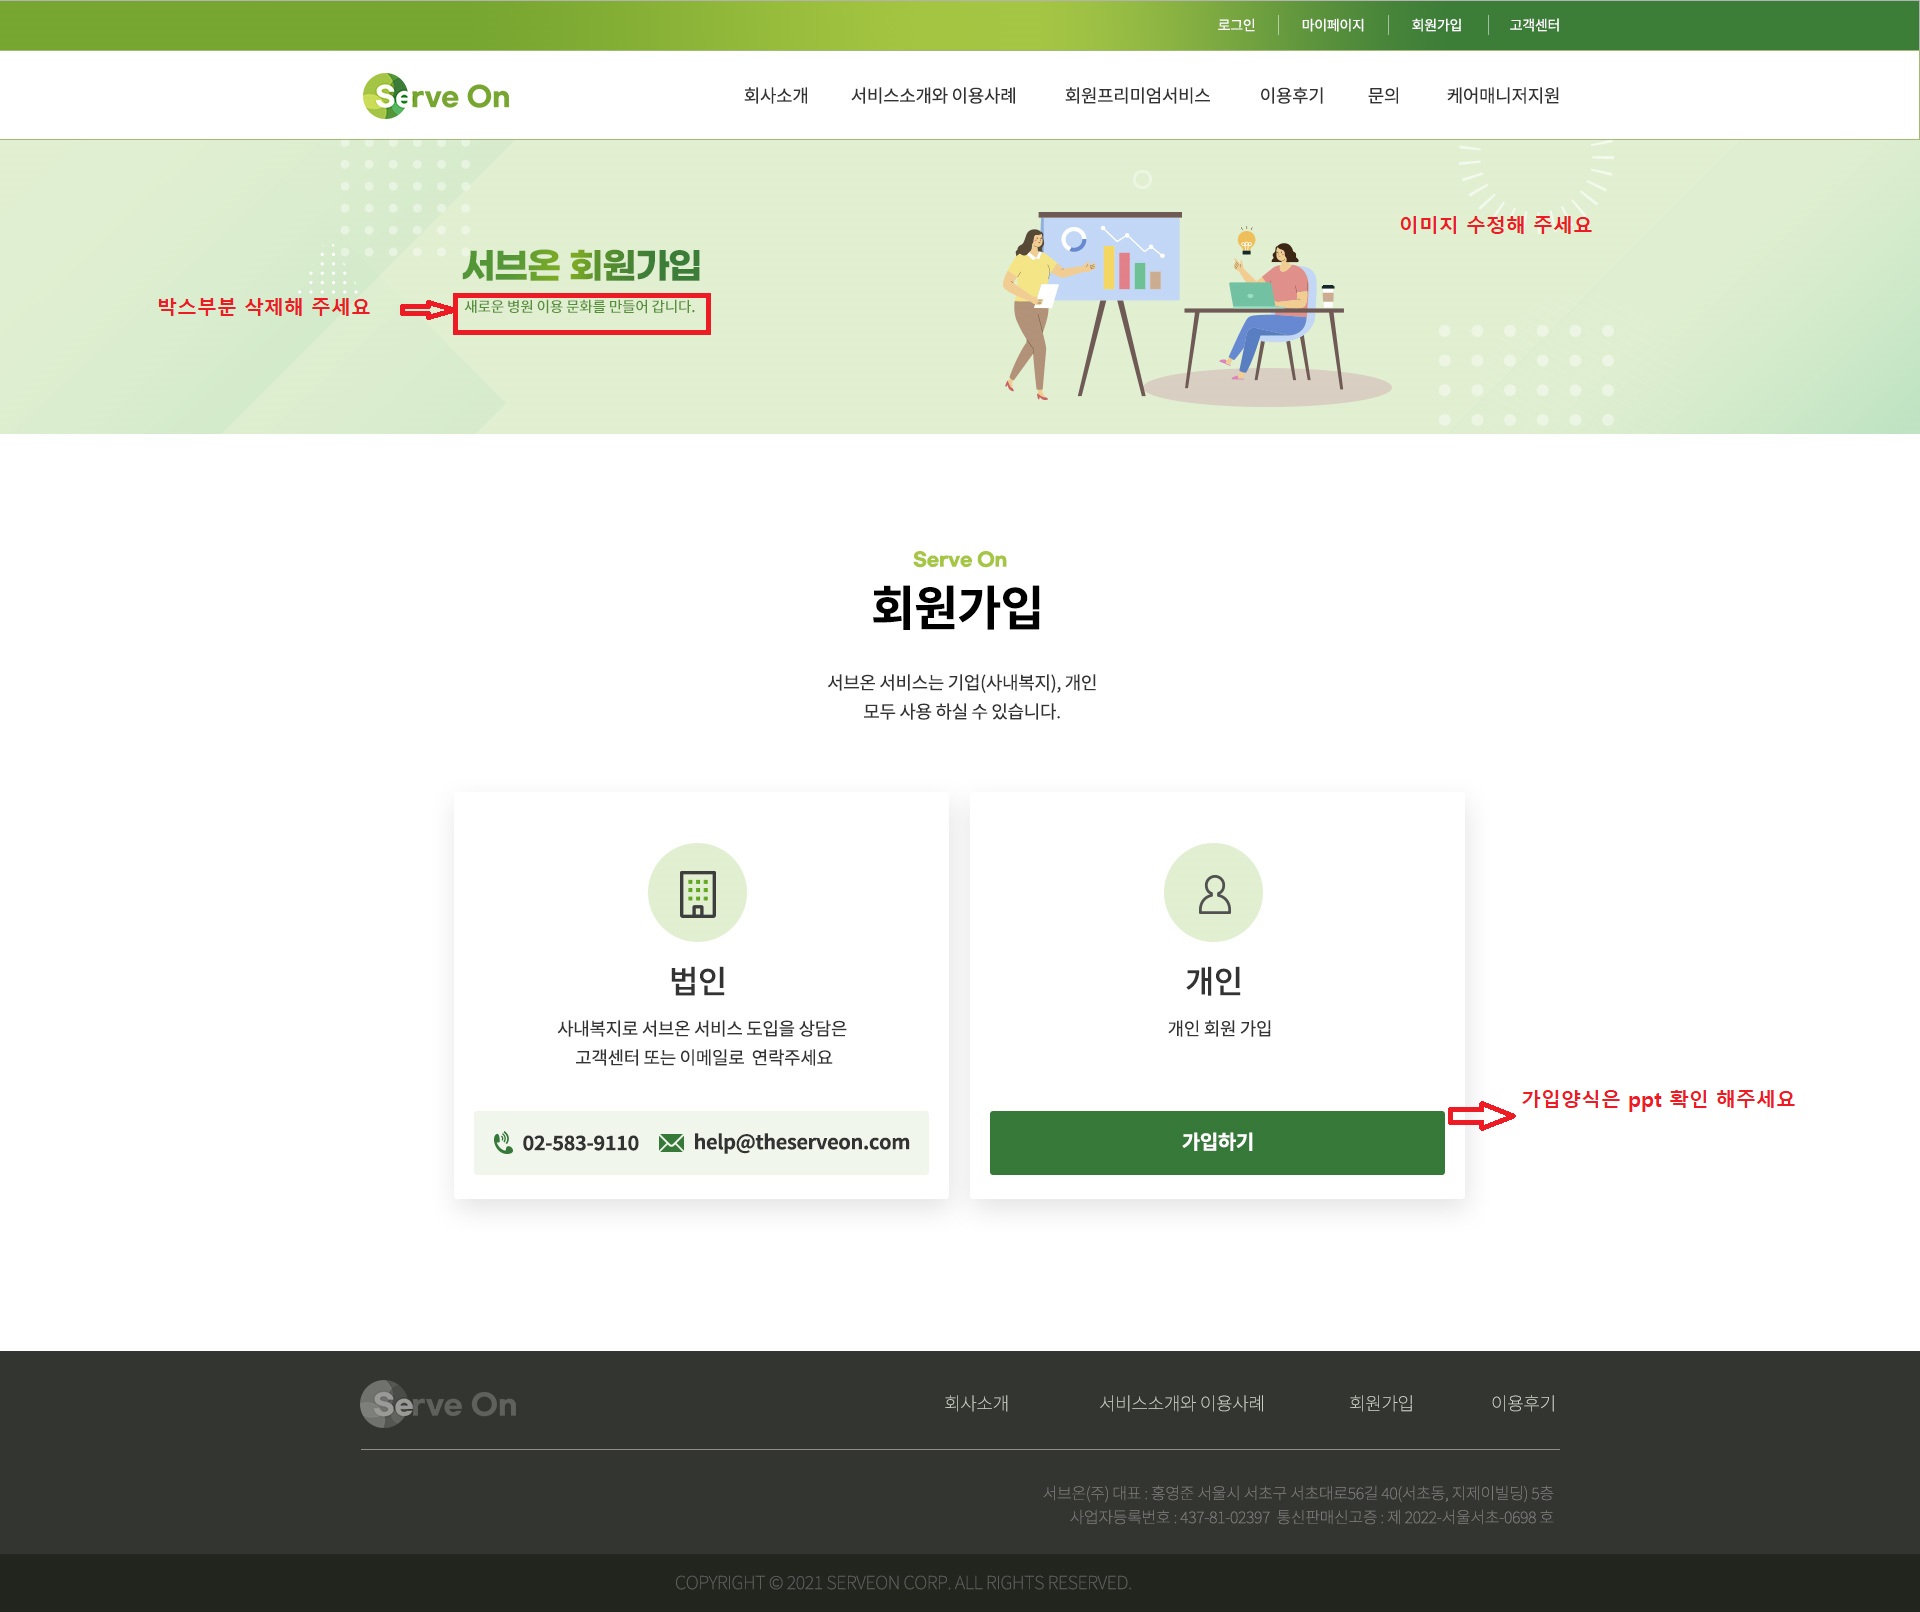 로그인
마이페이지
회원가입
고객센터
Serve On
회사소개
서비스소개와 이용사례
회원프리미엄서비스
이용후기
문의
케어매니저지원
이미지 수정해 주세요
서브온 회원가입
박스부분 삭제해 주세요
새로운 병원 이용 문화를 만들어 갑니다.
Serve On
회원가입
서브온 서비스는 기업(사내복지), 개인
모두 사용 하실 수 있습니다.
법인
사내복지로 서브온 서비스 도입을 상담은
고객센터 또는 이메일로 연락주세요
02-583-9110
help@theserveon.com
개인
개인 회원 가입
가입하기
가입양식은 ppt 확인 해주세요
Serve On
회사소개
서비스소개와 이용사례
회원가입
이용후기
서브온(주) 대표 : 홍영준 서울시 서초구 서초대로56길 40(서초동, 지제이빌딩) 5층
사업자등록번호 : 437-81-02397 통신판매신고증 : 제 2022-서울서초-0698 호
COPYRIGHT © 2021 SERVEON CORP. ALL RIGHTS RESERVED.